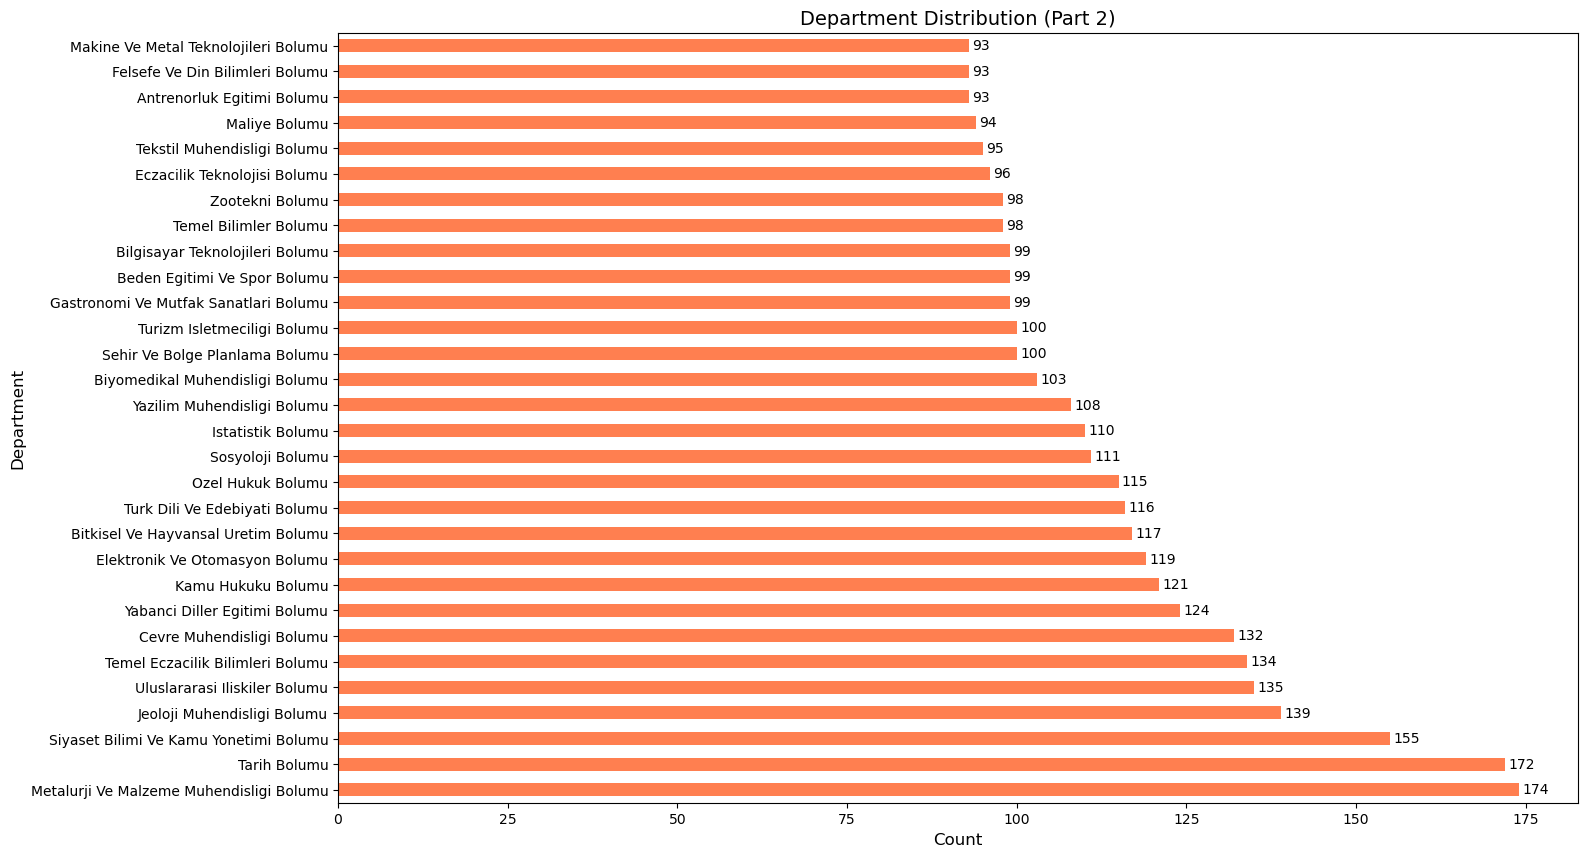 Department Distribution (Part 2)
Makine Ve Metal Teknolojileri Bolumu 93
Felsefe Ve Din Bilimleri Bolumu 93
Antrenorluk Egitimi Bolumu 93
Maliye Bolumu 94
Tekstil Muhendisligi Bolumu 95
Eczacilik Teknolojisi Bolumu 96
Zootekni Bolumu 98
Temel Bilimler Bolumu 98
Bilgisayar Teknolojileri Bolumu 99
Beden Egitimi Ve Spor Bolumu 99
Gastronomi Ve Mutfak Sanatlari Bolumu 99
Turizm Isletmeciligi Bolumu 100
Sehir Ve Bolge Planlama Bolumu 100
Biyomedikal Muhendisligi Bolumu 103
Yazilim Muhendisligi Bolumu 108
Istatistik Bolumu 110
Sosyoloji Bolumu 111
Ozel Hukuk Bolumu 115
Turk Dili Ve Edebiyati Bolumu 116
Bitkisel Ve Hayvansal Uretim Bolumu 117
Elektronik Ve Otomasyon Bolumu 119
Kamu Hukuku Bolumu 121
Yabanci Diller Egitimi Bolumu 124
Cevre Muhendisligi Bolumu 132
Temel Eczacilik Bilimleri Bolumu 134
Uluslararasi Iliskiler Bolumu 135
Jeoloji Muhendisligi Bolumu 139
Siyaset Bilimi Ve Kamu Yonetimi Bolumu 155
Tarih Bolumu 172
Metalurji Ve Malzeme Muhendisligi Bolumu 174
Department
0 25 50 75 100 125 150 175
Count